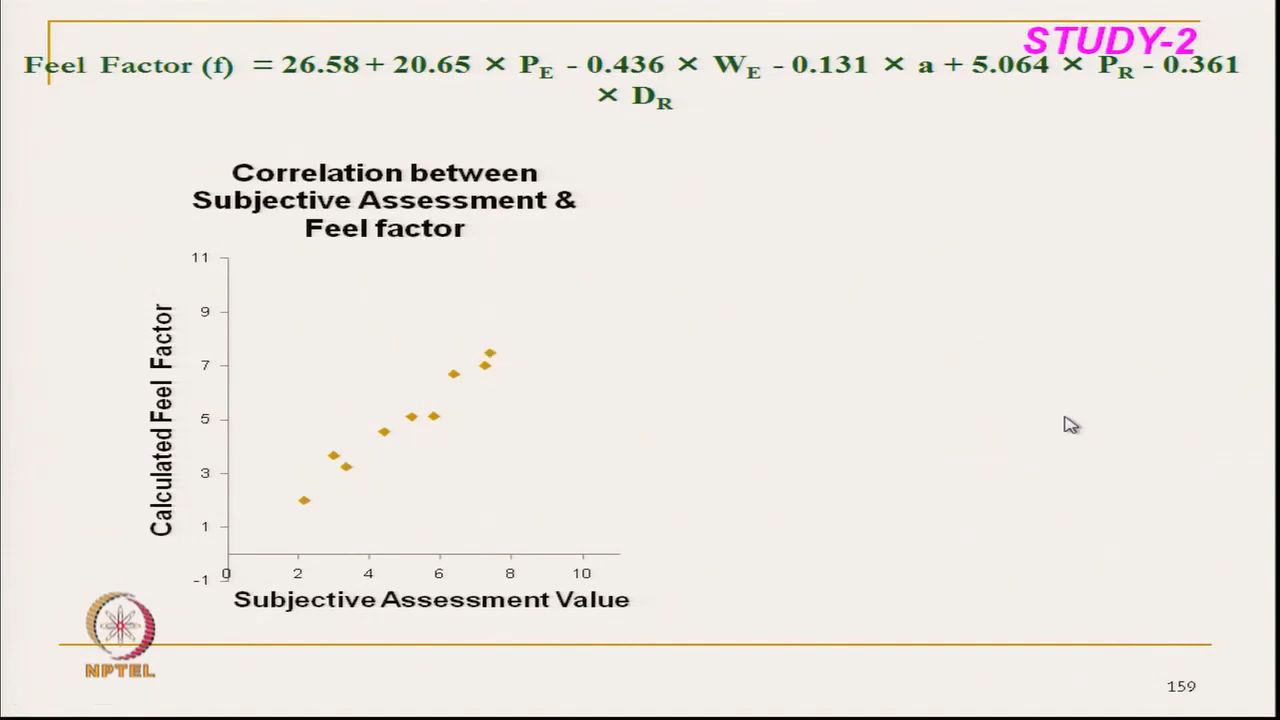 STUDY-2
Feel Factor (f) = 26.58 + 20.65 × PE - 0.436 × WE - 0.131 × a + 5.064 × PR - 0.361
× DR
Correlation between
Subjective Assessment &
Feel factor
Calculated Feel Factor
11
9
7
5
3
1
-1
0 2 4 6 8 10
Subjective Assessment Value
NPTEL
159